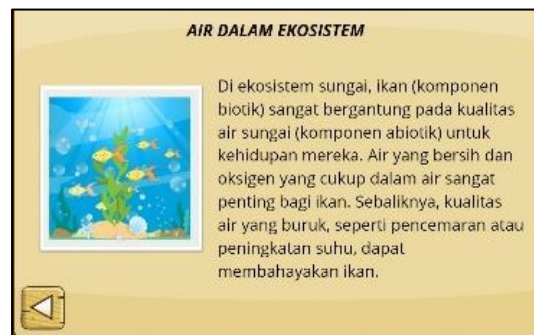 AIR DALAM EKOSISTEM
Di ekosistem sungai, ikan (komponen
biotik) sangat bergantung pada kualitas
air sungai (komponen abiotik) untuk
kehidupan mereka. Air yang bersih dan
oksigen yang cukup dalam air sangat
penting bagi ikan. Sebaliknya, kualitas
air yang buruk, seperti pencemaran atau
peningkatan suhu, dapat
membahayakan ikan.